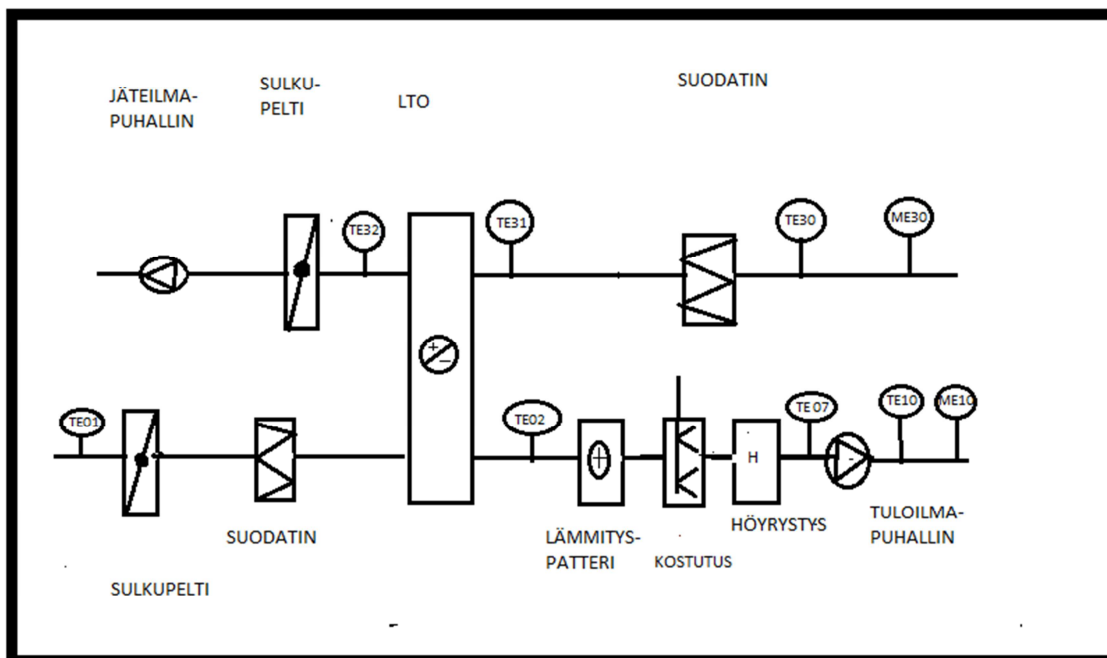 JÄTEILMA-
PUHALLIN
SULKU-
PELTI
LTO
SUODATIN
TE32
TE31
TE30
ME30
+
-
TE01
TE02
TE 07
TE10
ME10
+
H
-
SUODATIN
SULKUPELTI
LÄMMITYS-
PATTERI
KOSTUTUS
HÖYRYSTYS
TULOILMA-
PUHALLIN